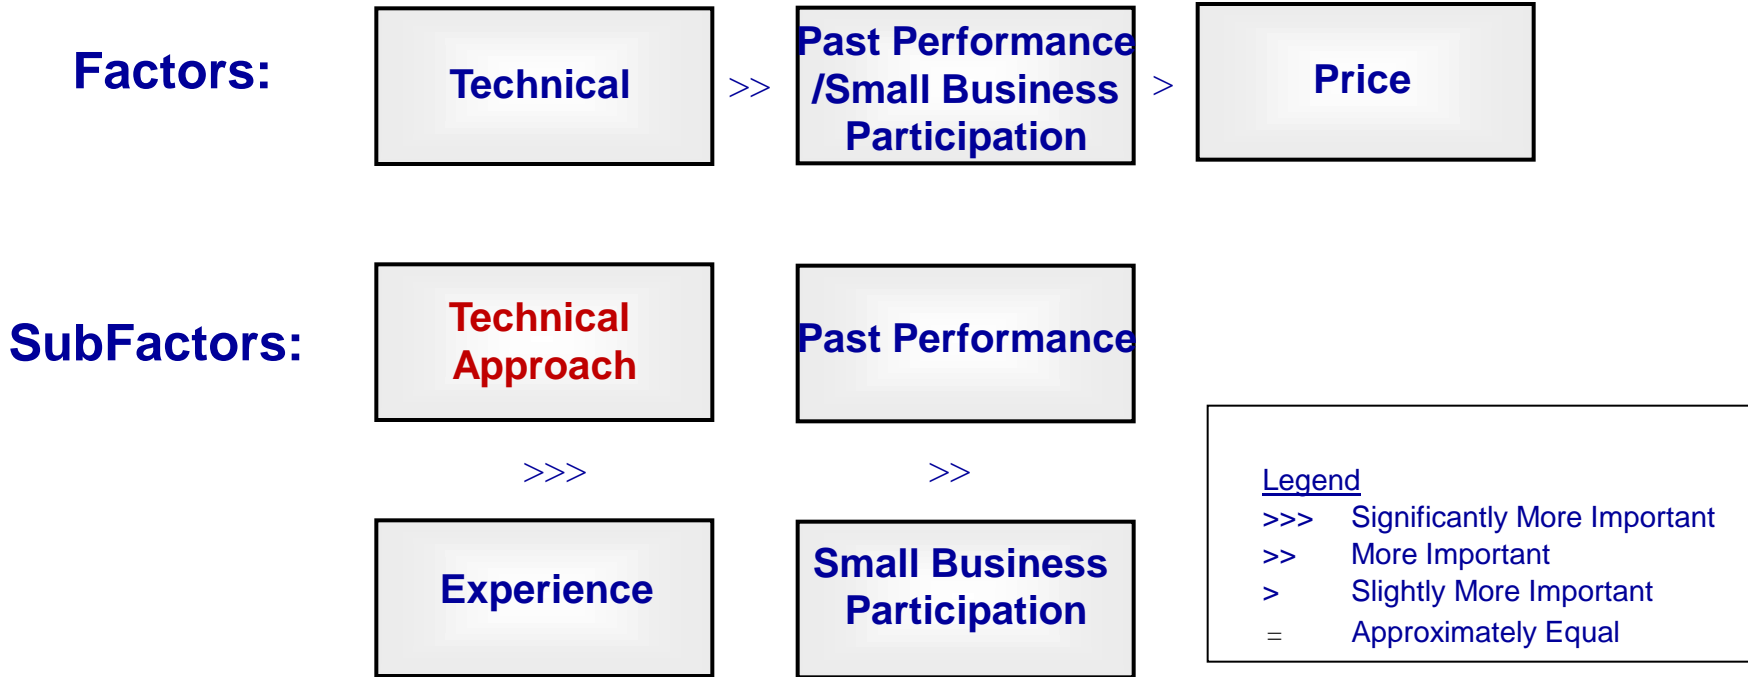 Factors:
Technical
>>
Past Performance
/Small Business
Participation
>
Price
SubFactors:
Technical
Approach
Past Performance
>>>
>>
Experience
Small Business
Participation
Legend
>>> Significantly More Important
>> More Important
> Slightly More Important
= Approximately Equal